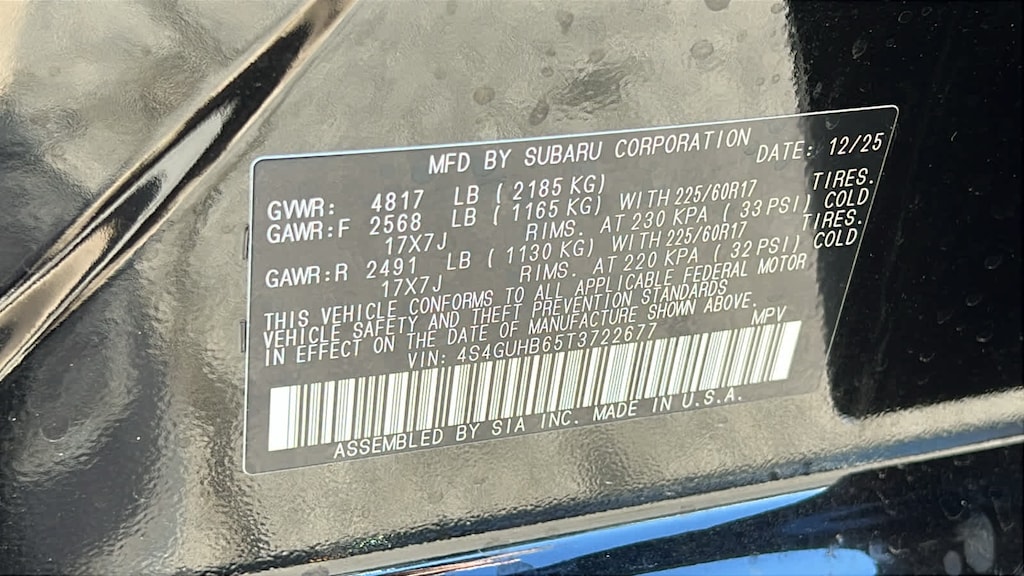 MFD BY SUBARU CORPORATION DATE: 12/25
GVWR: 4817 LB (2185 KG)
GAWR:F 2568 LB (1165 KG) WITH 225/60R17 TIRES.
17X7J RIMS. AT 230 KPA (33 PSI) COLD
GAWR:R 2491 LB (1130 KG) WITH 225/60R17 TIRES.
17X7J RIMS. AT 220 KPA (32 PSI) COLD
THIS VEHICLE CONFORMS TO ALL APPLICABLE FEDERAL MOTOR
VEHICLE SAFETY AND THEFT PREVENTION STANDARDS
IN EFFECT ON THE DATE OF MANUFACTURE SHOWN ABOVE.
VIN: 4S4GUHB65T3722677 MPV
ASSEMBLED BY SIA INC. MADE IN U.S.A.